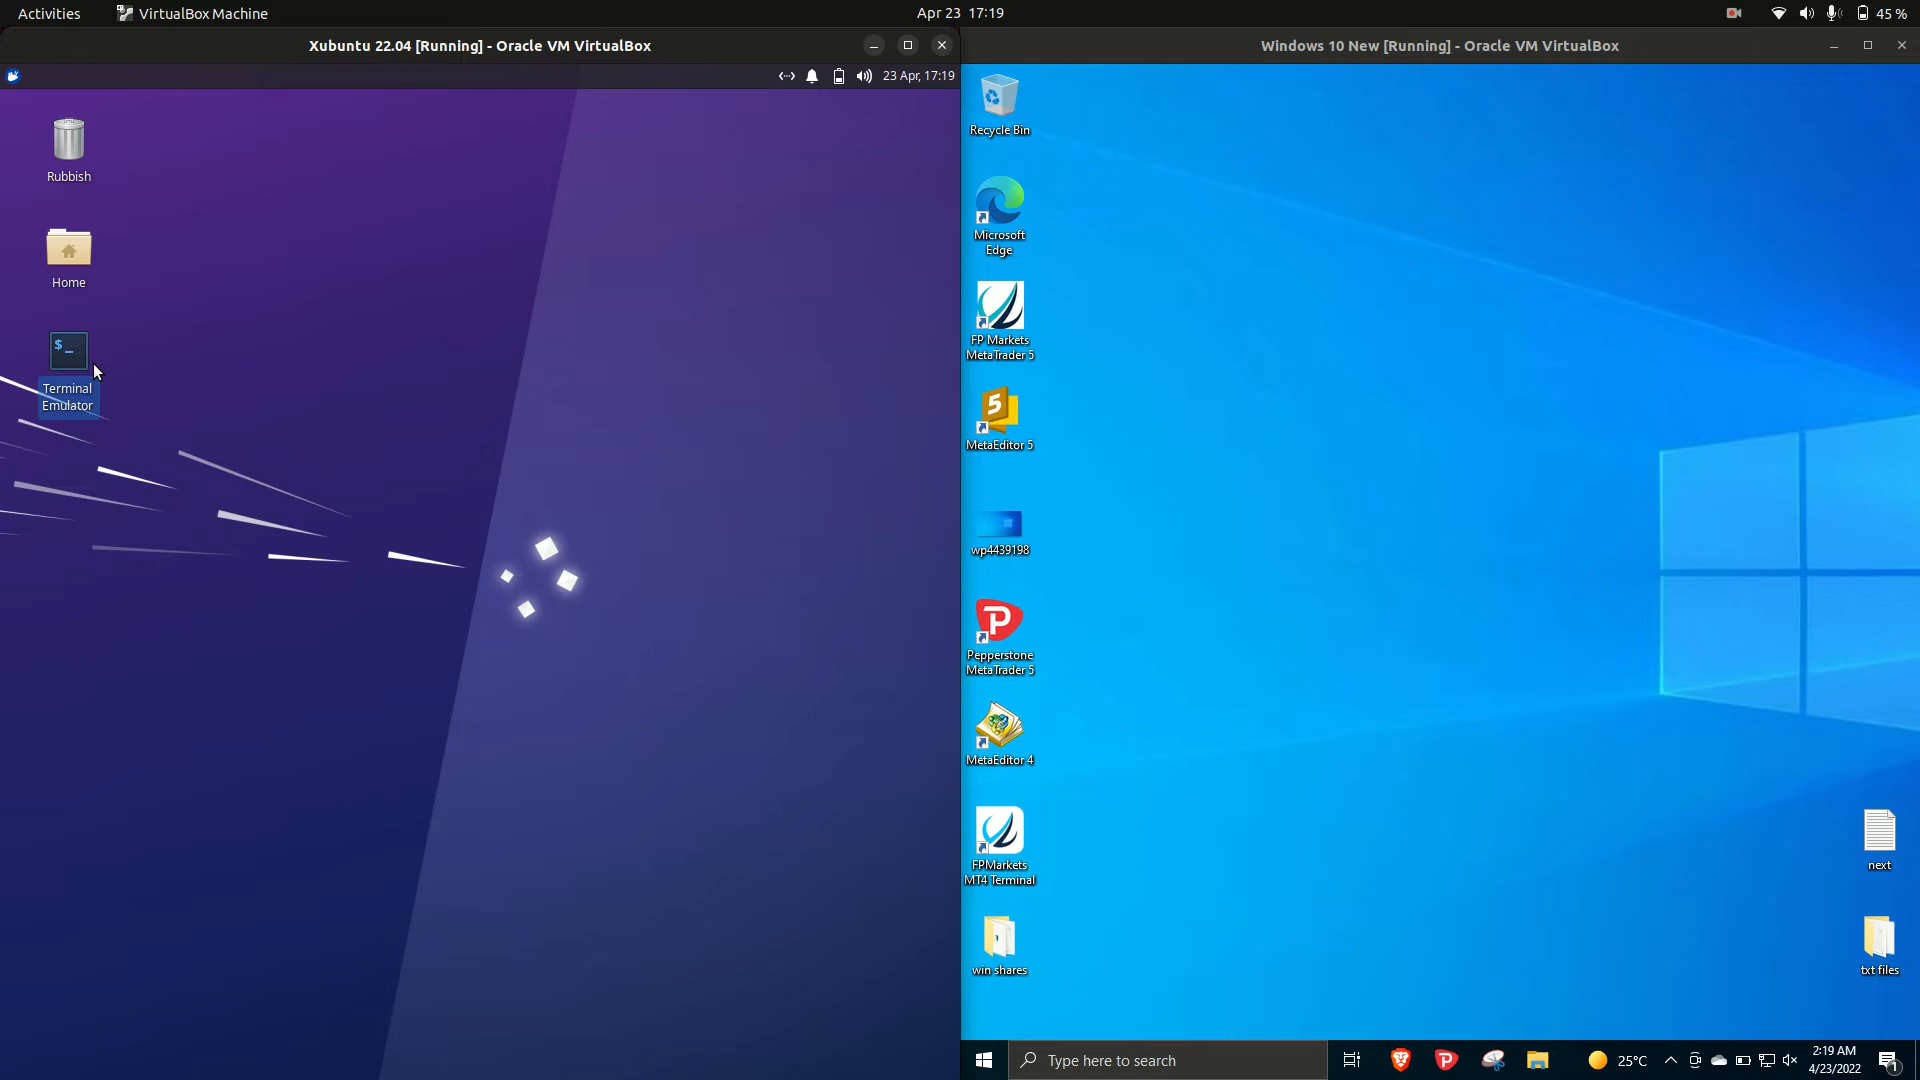 Activities
VirtualBox Machine
Apr 23 17:19
45 %
Xubuntu 22.04 [Running] - Oracle VM VirtualBox
23 Apr, 17:19
Rubbish
Home
$_
Terminal
Emulator
Windows 10 New [Running] - Oracle VM VirtualBox
Recycle Bin
Microsoft
Edge
FP Markets
MetaTrader 5
5
MetaEditor 5
wp4439198
P
Pepperstone
MetaTrader 5
MetaEditor 4
FPMarkets
MT4 Terminal
win shares
next
txt files
Type here to search
P
25°C
2:19 AM
4/23/2022
1